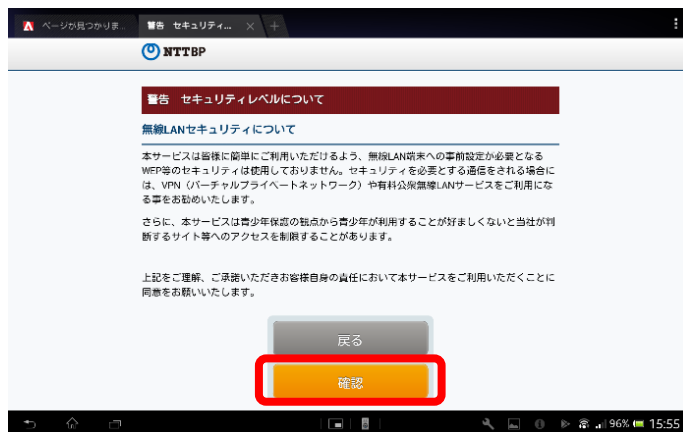 ページが見つかりま...
警告 セキュリティ...
NTTBP
警告 セキュリティレベルについて
無線LANセキュリティについて
本サービスは皆様に簡単にご利用いただけるよう、無線LAN端末への事前設定が必要となる
WEP等のセキュリティは使用しておりません。セキュリティを必要とする通信をされる場合に
は、VPN（バーチャルプライベートネットワーク）や有料公衆無線LANサービスをご利用にな
る事をお勧めいたします。
さらに、本サービスは青少年保護の観点から青少年が利用することが好ましくないと当社が判
断するサイト等へのアクセスを制限することがあります。
上記をご理解、ご承諾いただきお客様自身の責任において本サービスをご利用いただくことに
同意をお願いいたします。
戻る
確認
96% 15:55